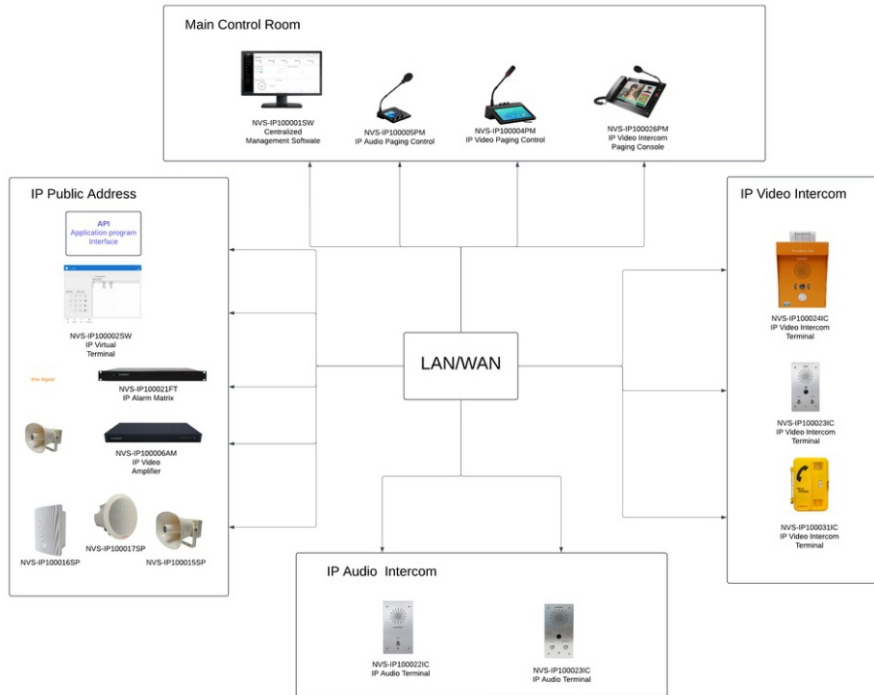 Main Control Room
NVS-IP100001SW
Centralized
Management Softwate
NVS-IP100005PM
IP Audio Paging Control
NVS-IP100004PM
IP Video Paging Control
NVS-IP100026PM
IP Video Intercom
Paging Console
IP Public Address
API
Application program
Interface
NVS-IP100002SW
IP Virtual
Terminal
NVS-IP100021FT
IP Alarm Matrix
NVS-IP100006AM
IP Video
Amplifier
NVS-IP100016SP
NVS-IP100017SP
NVS-IP100015SP
LAN/WAN
IP Video Intercom
NVS-IP100024IC
IP Video Intercom
Terminal
NVS-IP100023IC
IP Video Intercom
Terminal
NVS-IP100031IC
IP Video Intercom
Terminal
IP Audio Intercom
NVS-IP100022IC
IP Audio Terminal
NVS-IP100023IC
IP Audio Terminal